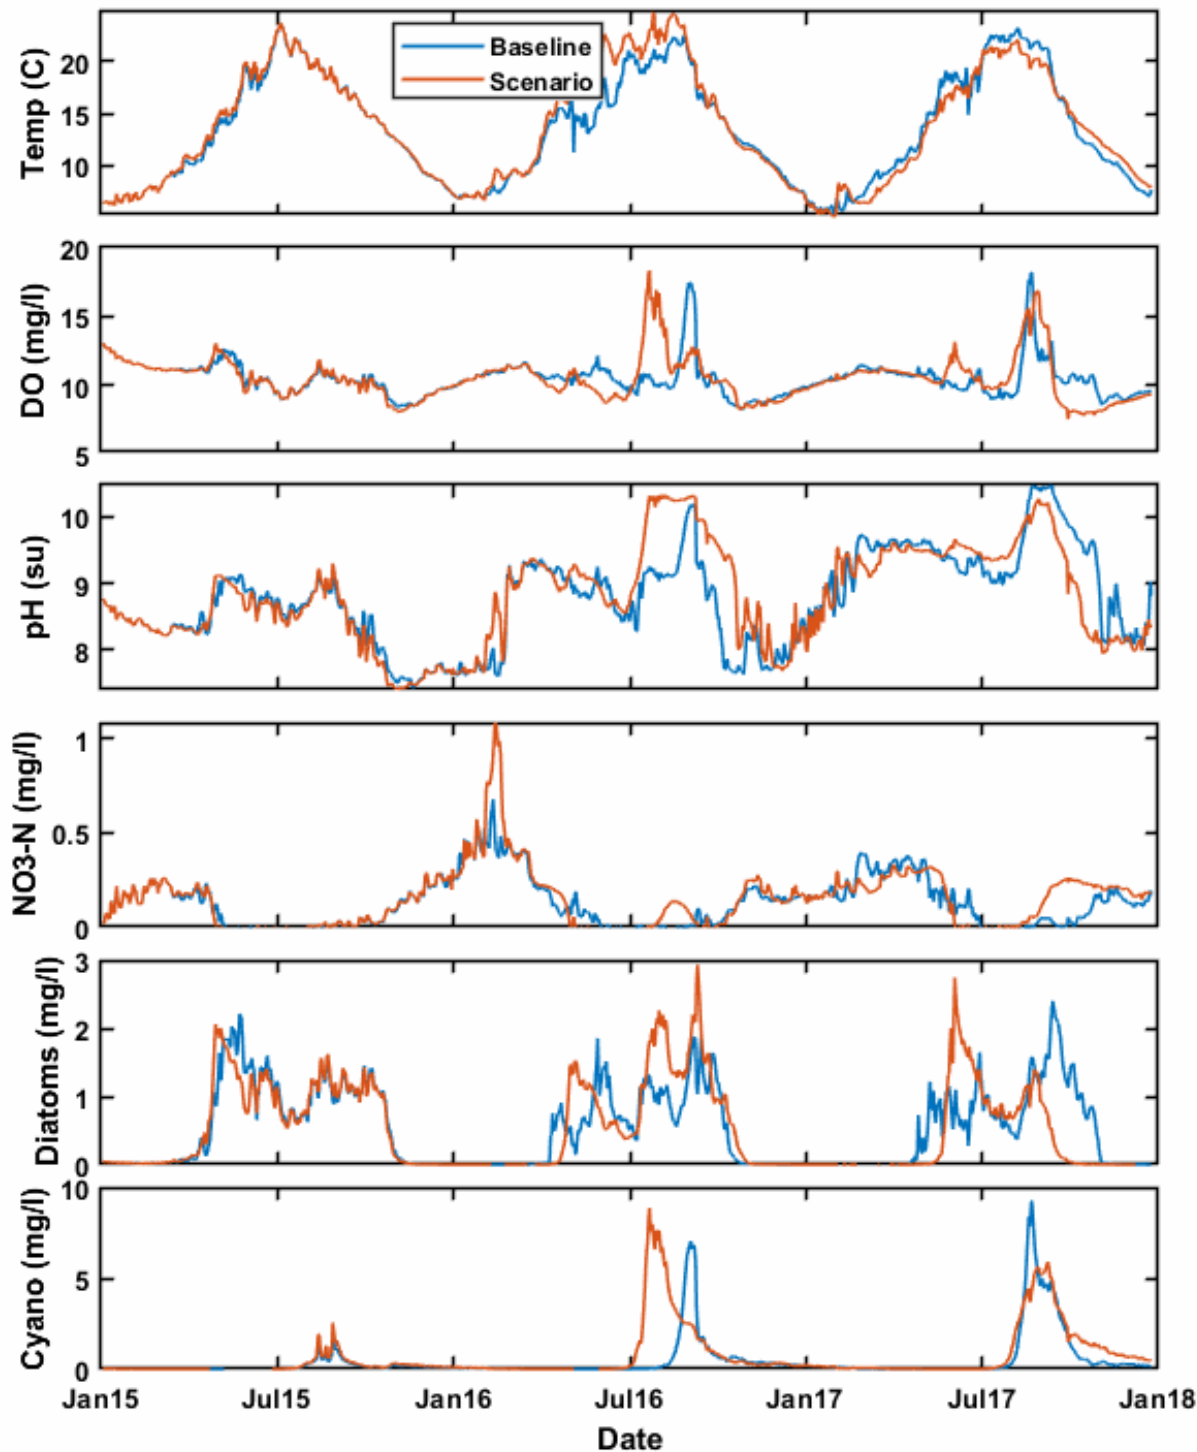 Baseline
Scenario
Temp (C)
20
15
10
DO (mg/l)
20
15
10
5
pH (su)
10
9
8
NO3-N (mg/l)
1
0.5
0
Diatoms (mg/l)
3
2
1
0
Cyano (mg/l)
10
5
0
Jan15 Jul15 Jan16 Jul16 Jan17 Jul17 Jan18
Date